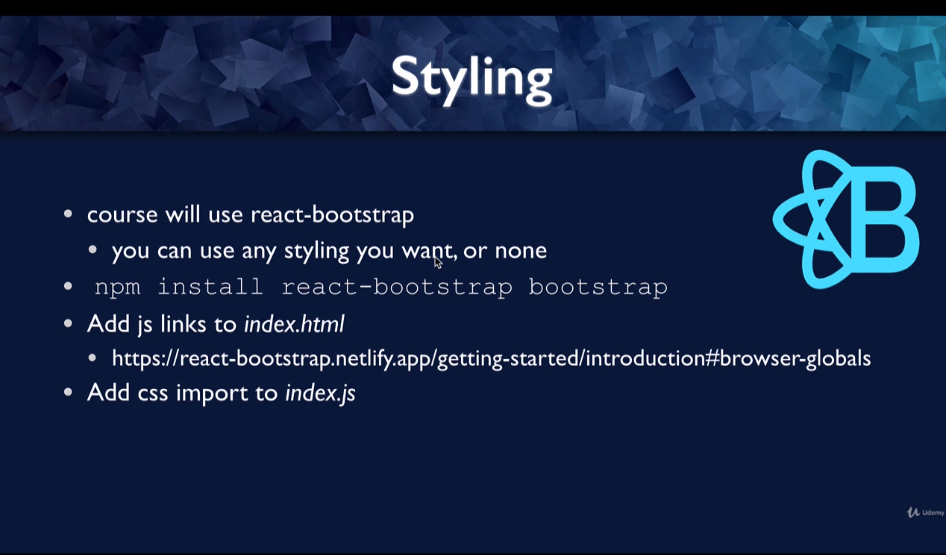 Styling
• course will use react-bootstrap
• you can use any styling you want, or none
• npm install react-bootstrap bootstrap
• Add js links to index.html
• https://react-bootstrap.netlify.app/getting-started/introduction#browser-globals
• Add css import to index.js
B
Udemy